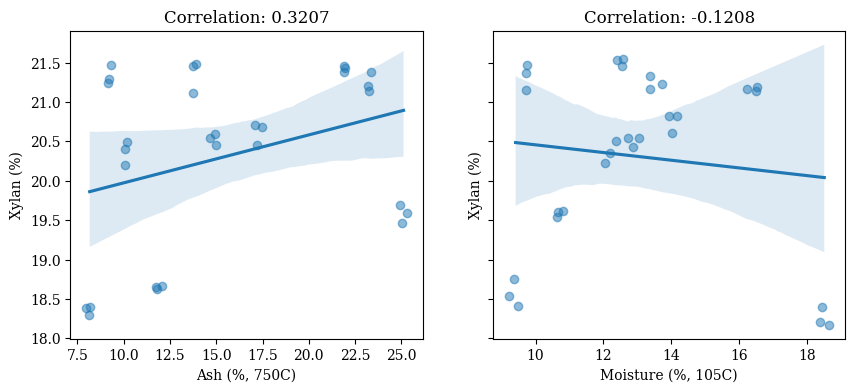 Correlation: 0.3207
Correlation: -0.1208
21.5
21.0
20.5
20.0
19.5
19.0
18.5
18.0
Xylan (%)
Xylan (%)
7.5 10.0 12.5 15.0 17.5 20.0 22.5 25.0
10 12 14 16 18
Ash (%, 750C)
Moisture (%, 105C)